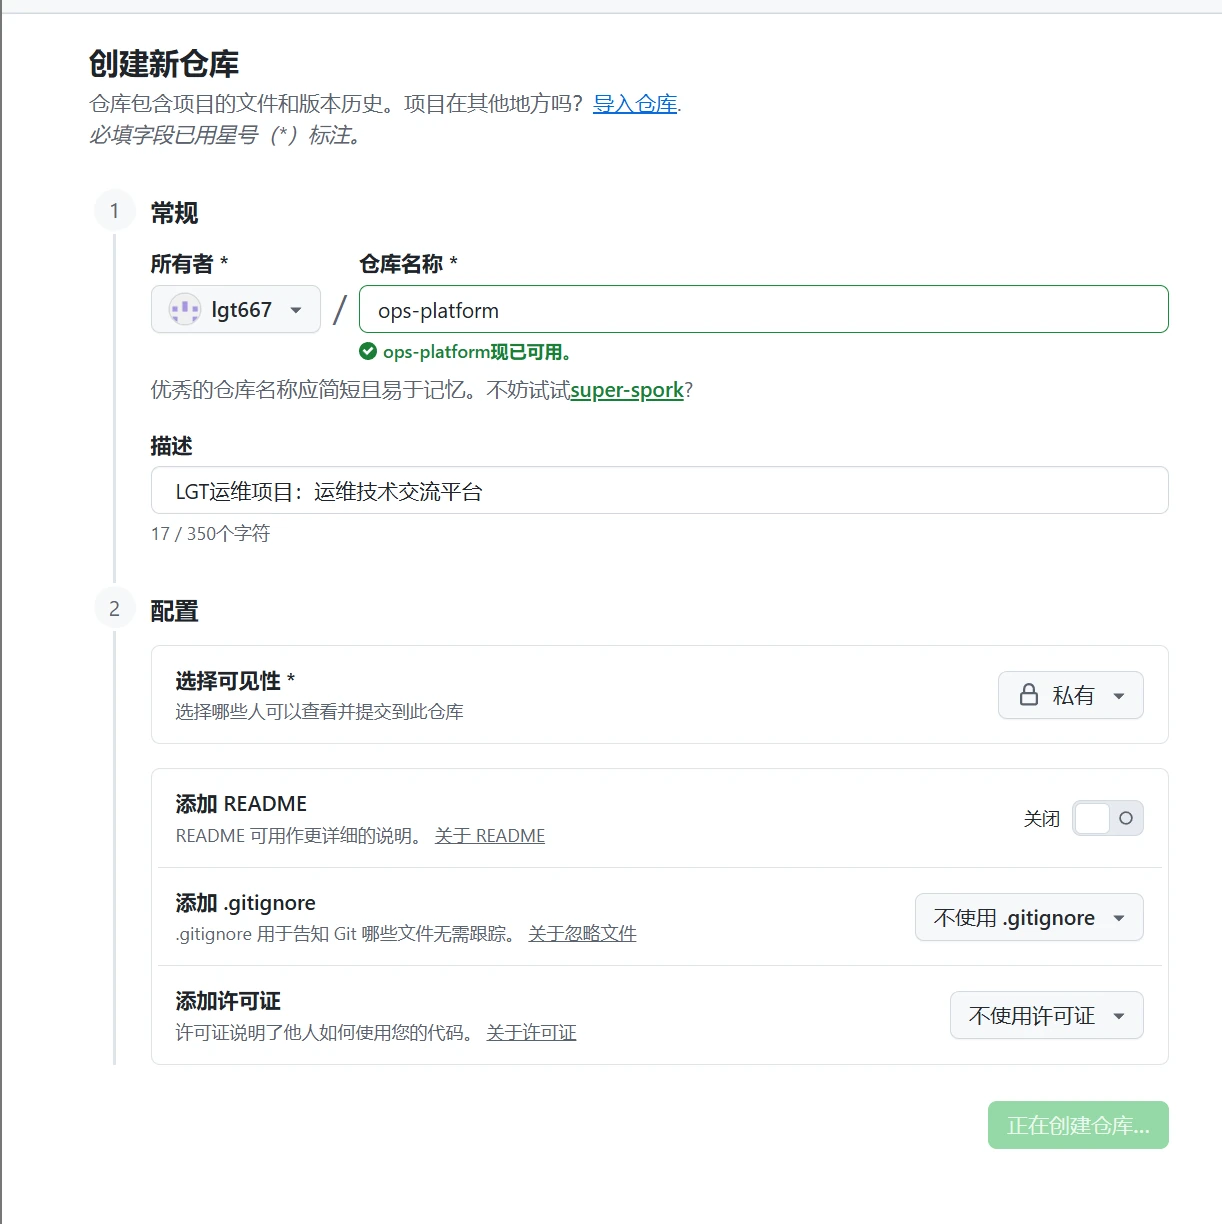 创建新仓库
仓库包含项目的文件和版本历史。项目在其他地方吗？导入仓库.
必填字段已用星号（*）标注。
1 常规
所有者 * 仓库名称 *
lgt667 / ops-platform
ops-platform现已可用。
优秀的仓库名称应简短且易于记忆。不妨试试super-spork?
描述
LGT运维项目：运维技术交流平台
17 / 350个字符
2 配置
选择可见性 *
选择哪些人可以查看并提交到此仓库
私有
添加 README
README 可用作更详细的说明。 关于 README
关闭
添加 .gitignore
.gitignore 用于告知 Git 哪些文件无需跟踪。 关于忽略文件
不使用 .gitignore
添加许可证
许可证说明了他人如何使用您的代码。 关于许可证
不使用许可证
正在创建仓库...